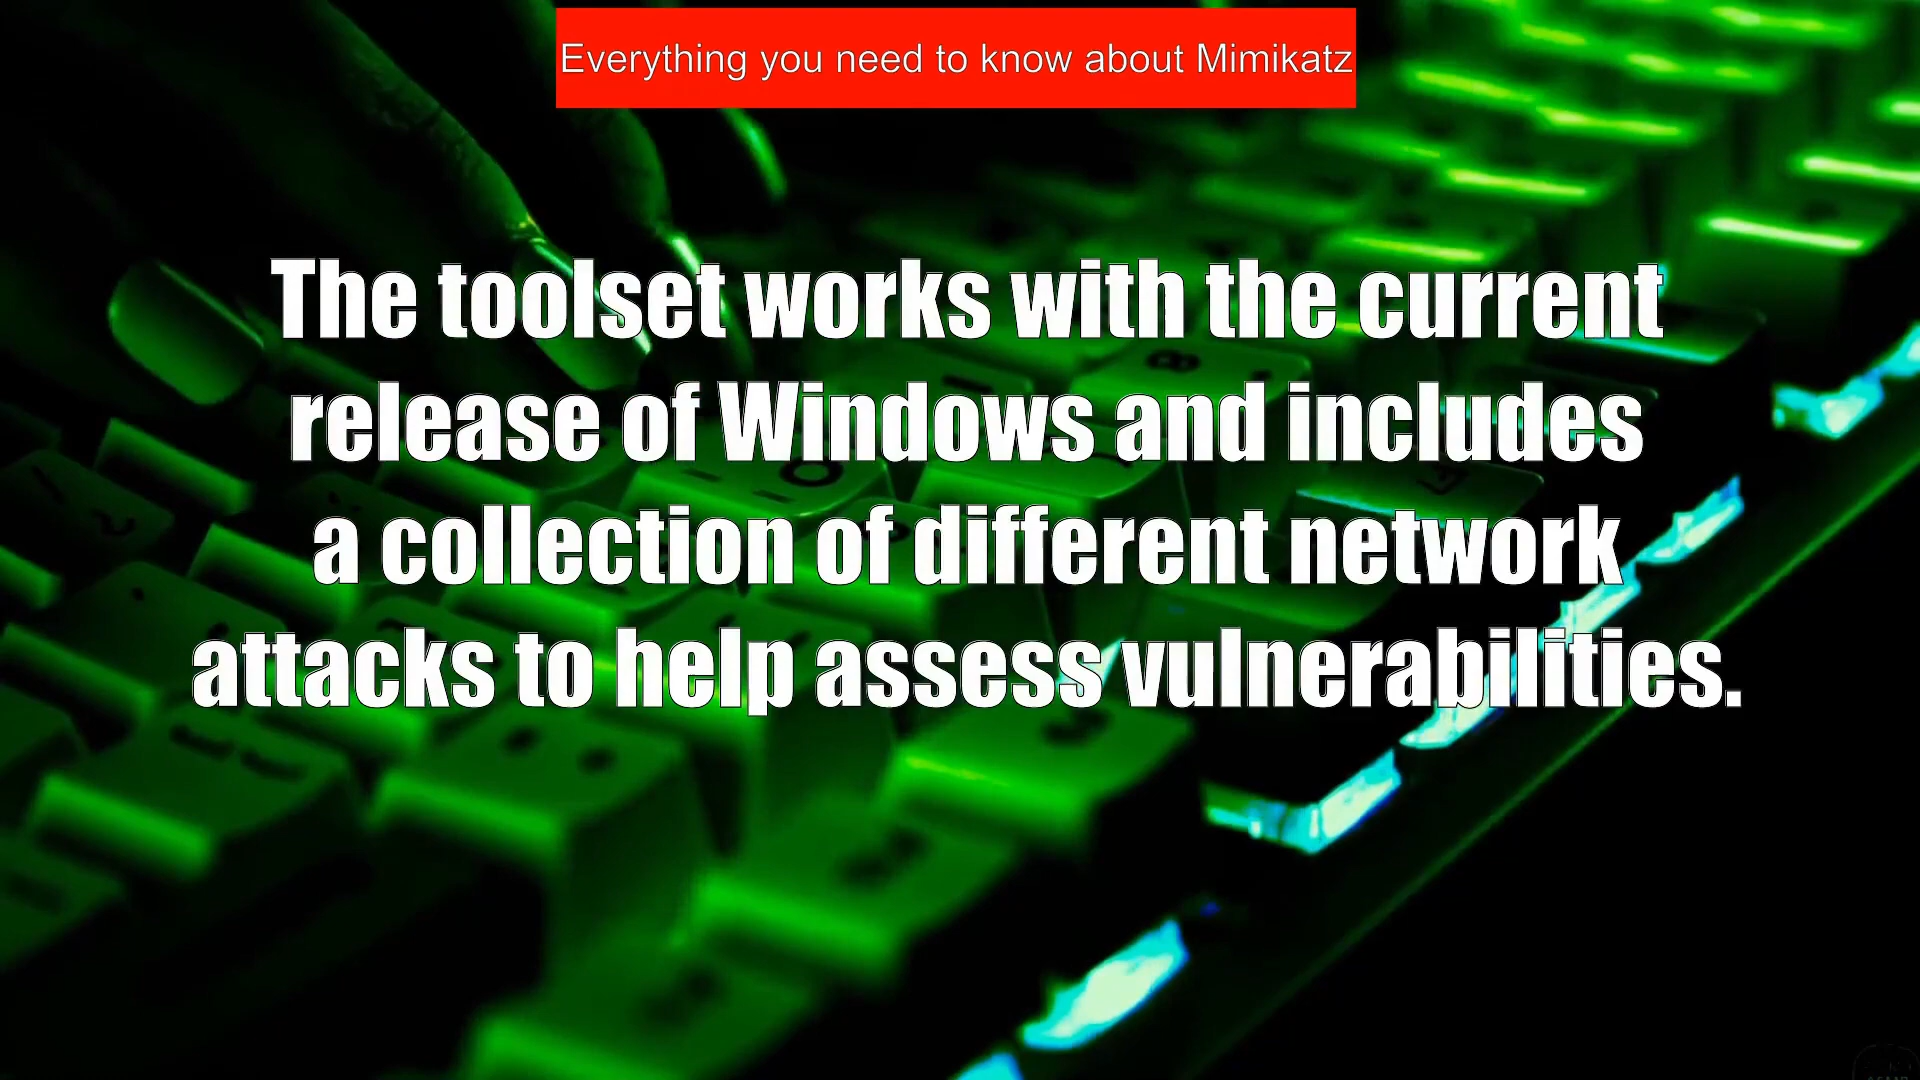 Everything you need to know about Mimikatz
The toolset works with the current
release of Windows and includes
a collection of different network
attacks to help assess vulnerabilities.